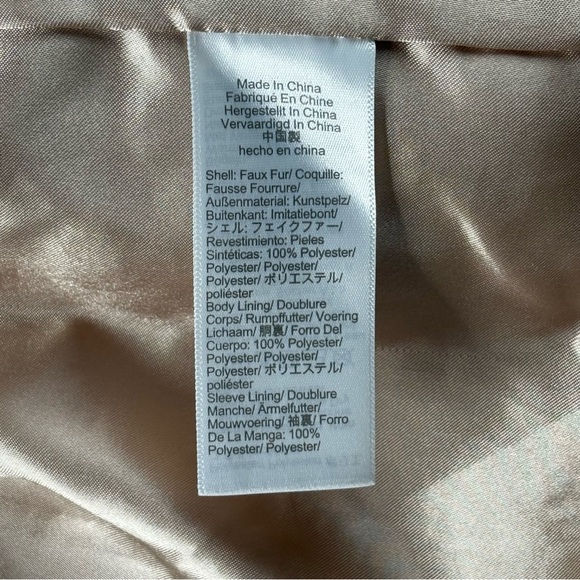 Made In China
Fabriqué En Chine
Hergestellt In China
Vervaardigd In China
中国製
hecho en china
Shell: Faux Fur/ Coquille:
Fausse Fourrure/
Außenmaterial: Kunstpelz/
Buitenkant: Imitatiebont/
シェル: フェイクファー/
Revestimiento: Pieles
Sintéticas: 100% Polyester/
Polyester/ Polyester/
Polyester/ ポリエステル/
poliéster
Body Lining/ Doublure
Corps/ Rumpffutter/ Voering
Lichaam/ 胴裏/ Forro Del
Cuerpo: 100% Polyester/
Polyester/ Polyester/
Polyester/ ポリエステル/
poliéster
Sleeve Lining/ Doublure
Manche/ Ärmelfutter/
Mouwvoering/ 袖裏/ Forro
De La Manga: 100%
Polyester/ Polyester/